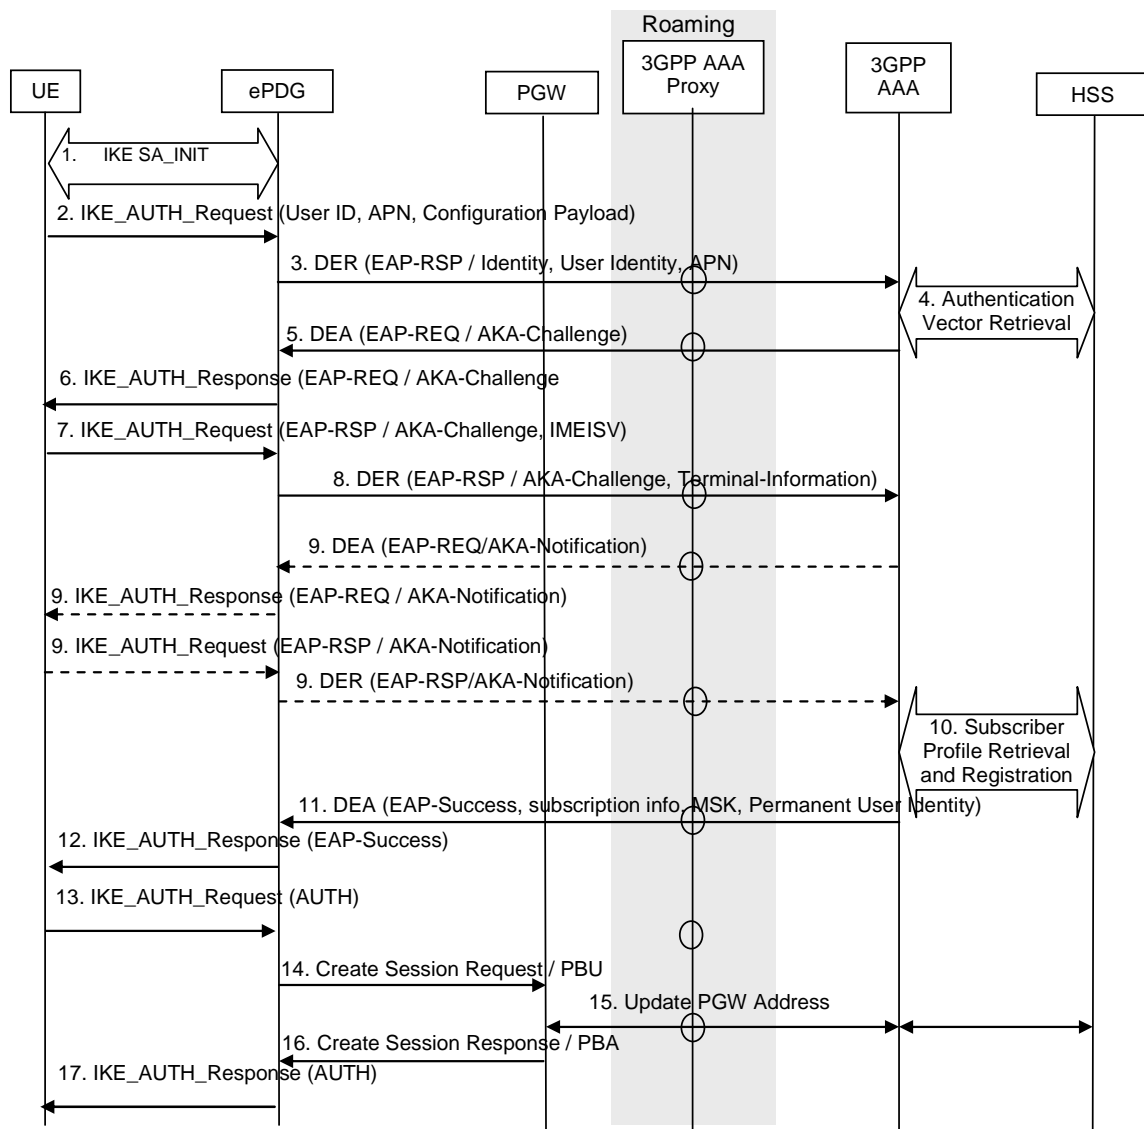 Roaming
UE
ePDG
PGW
3GPP AAA
Proxy
3GPP
AAA
HSS
1. IKE SA_INIT
2. IKE_AUTH_Request (User ID, APN, Configuration Payload)
3. DER (EAP-RSP / Identity, User Identity, APN)
4. Authentication
Vector Retrieval
5. DEA (EAP-REQ / AKA-Challenge)
6. IKE_AUTH_Response (EAP-REQ / AKA-Challenge
7. IKE_AUTH_Request (EAP-RSP / AKA-Challenge, IMEISV)
8. DER (EAP-RSP / AKA-Challenge, Terminal-Information)
9. DEA (EAP-REQ/AKA-Notification)
9. IKE_AUTH_Response (EAP-REQ / AKA-Notification)
9. IKE_AUTH_Request (EAP-RSP / AKA-Notification)
9. DER (EAP-RSP/AKA-Notification)
10. Subscriber
Profile Retrieval
and Registration
11. DEA (EAP-Success, subscription info, MSK, Permanent User Identity)
12. IKE_AUTH_Response (EAP-Success)
13. IKE_AUTH_Request (AUTH)
14. Create Session Request / PBU
15. Update PGW Address
16. Create Session Response / PBA
17. IKE_AUTH_Response (AUTH)